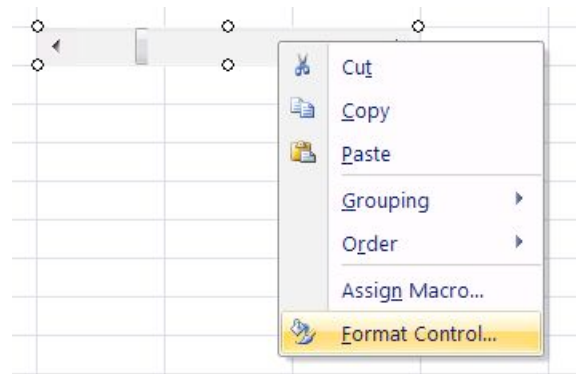 Cut
Copy
Paste
Grouping
Order
Assign Macro...
Format Control...